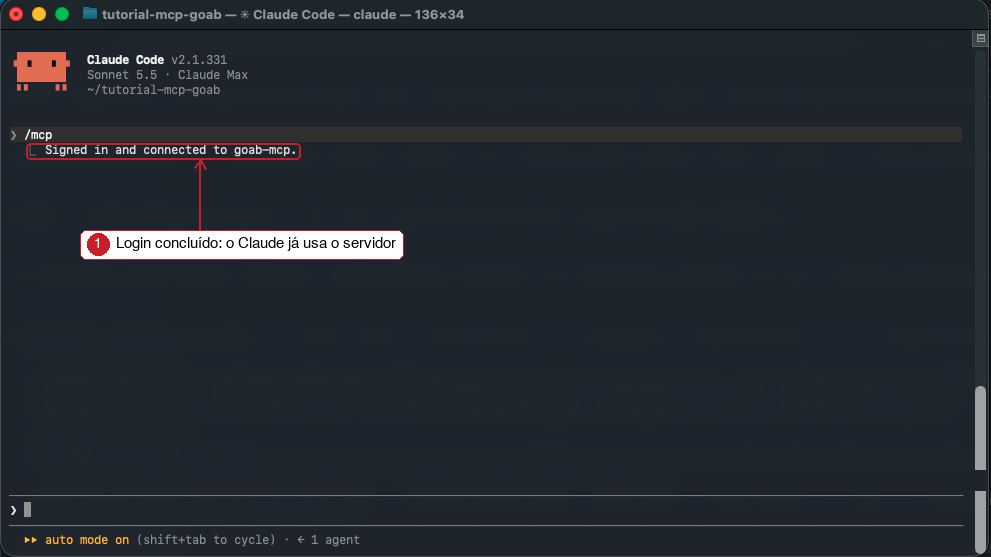 tutorial-mcp-goab — ✳ Claude Code — claude — 136×34
Claude Code v2.1.331
Sonnet 5.5 · Claude Max
~/tutorial-mcp-goab
❯ /mcp
⎿ Signed in and connected to goab-mcp.
1 Login concluído: o Claude já usa o servidor
❯
⏵⏵ auto mode on (shift+tab to cycle) · ← 1 agent